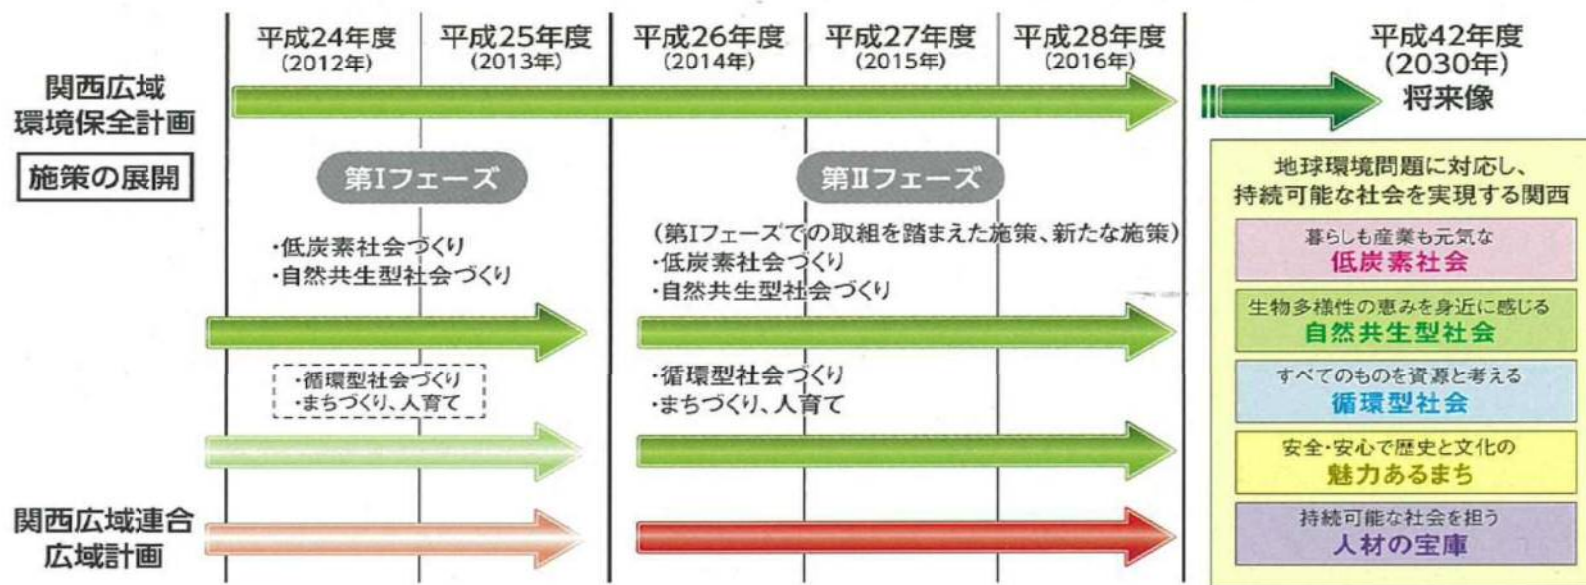 平成24年度
(2012年)
平成25年度
(2013年)
平成26年度
(2014年)
平成27年度
(2015年)
平成28年度
(2016年)
平成42年度
(2030年)
将来像
関西広域
環境保全計画
施策の展開
第Iフェーズ
第IIフェーズ
・低炭素社会づくり
・自然共生型社会づくり
(第Iフェーズでの取組を踏まえた施策、新たな施策)
・低炭素社会づくり
・自然共生型社会づくり
・循環型社会づくり
・まちづくり、人育て
・循環型社会づくり
・まちづくり、人育て
関西広域連合
広域計画
地球環境問題に対応し、
持続可能な社会を実現する関西
暮らしも産業も元気な
低炭素社会
生物多様性の恵みを身近に感じる
自然共生型社会
すべてのものを資源と考える
循環型社会
安全・安心で歴史と文化の
魅力あるまち
持続可能な社会を担う
人材の宝庫